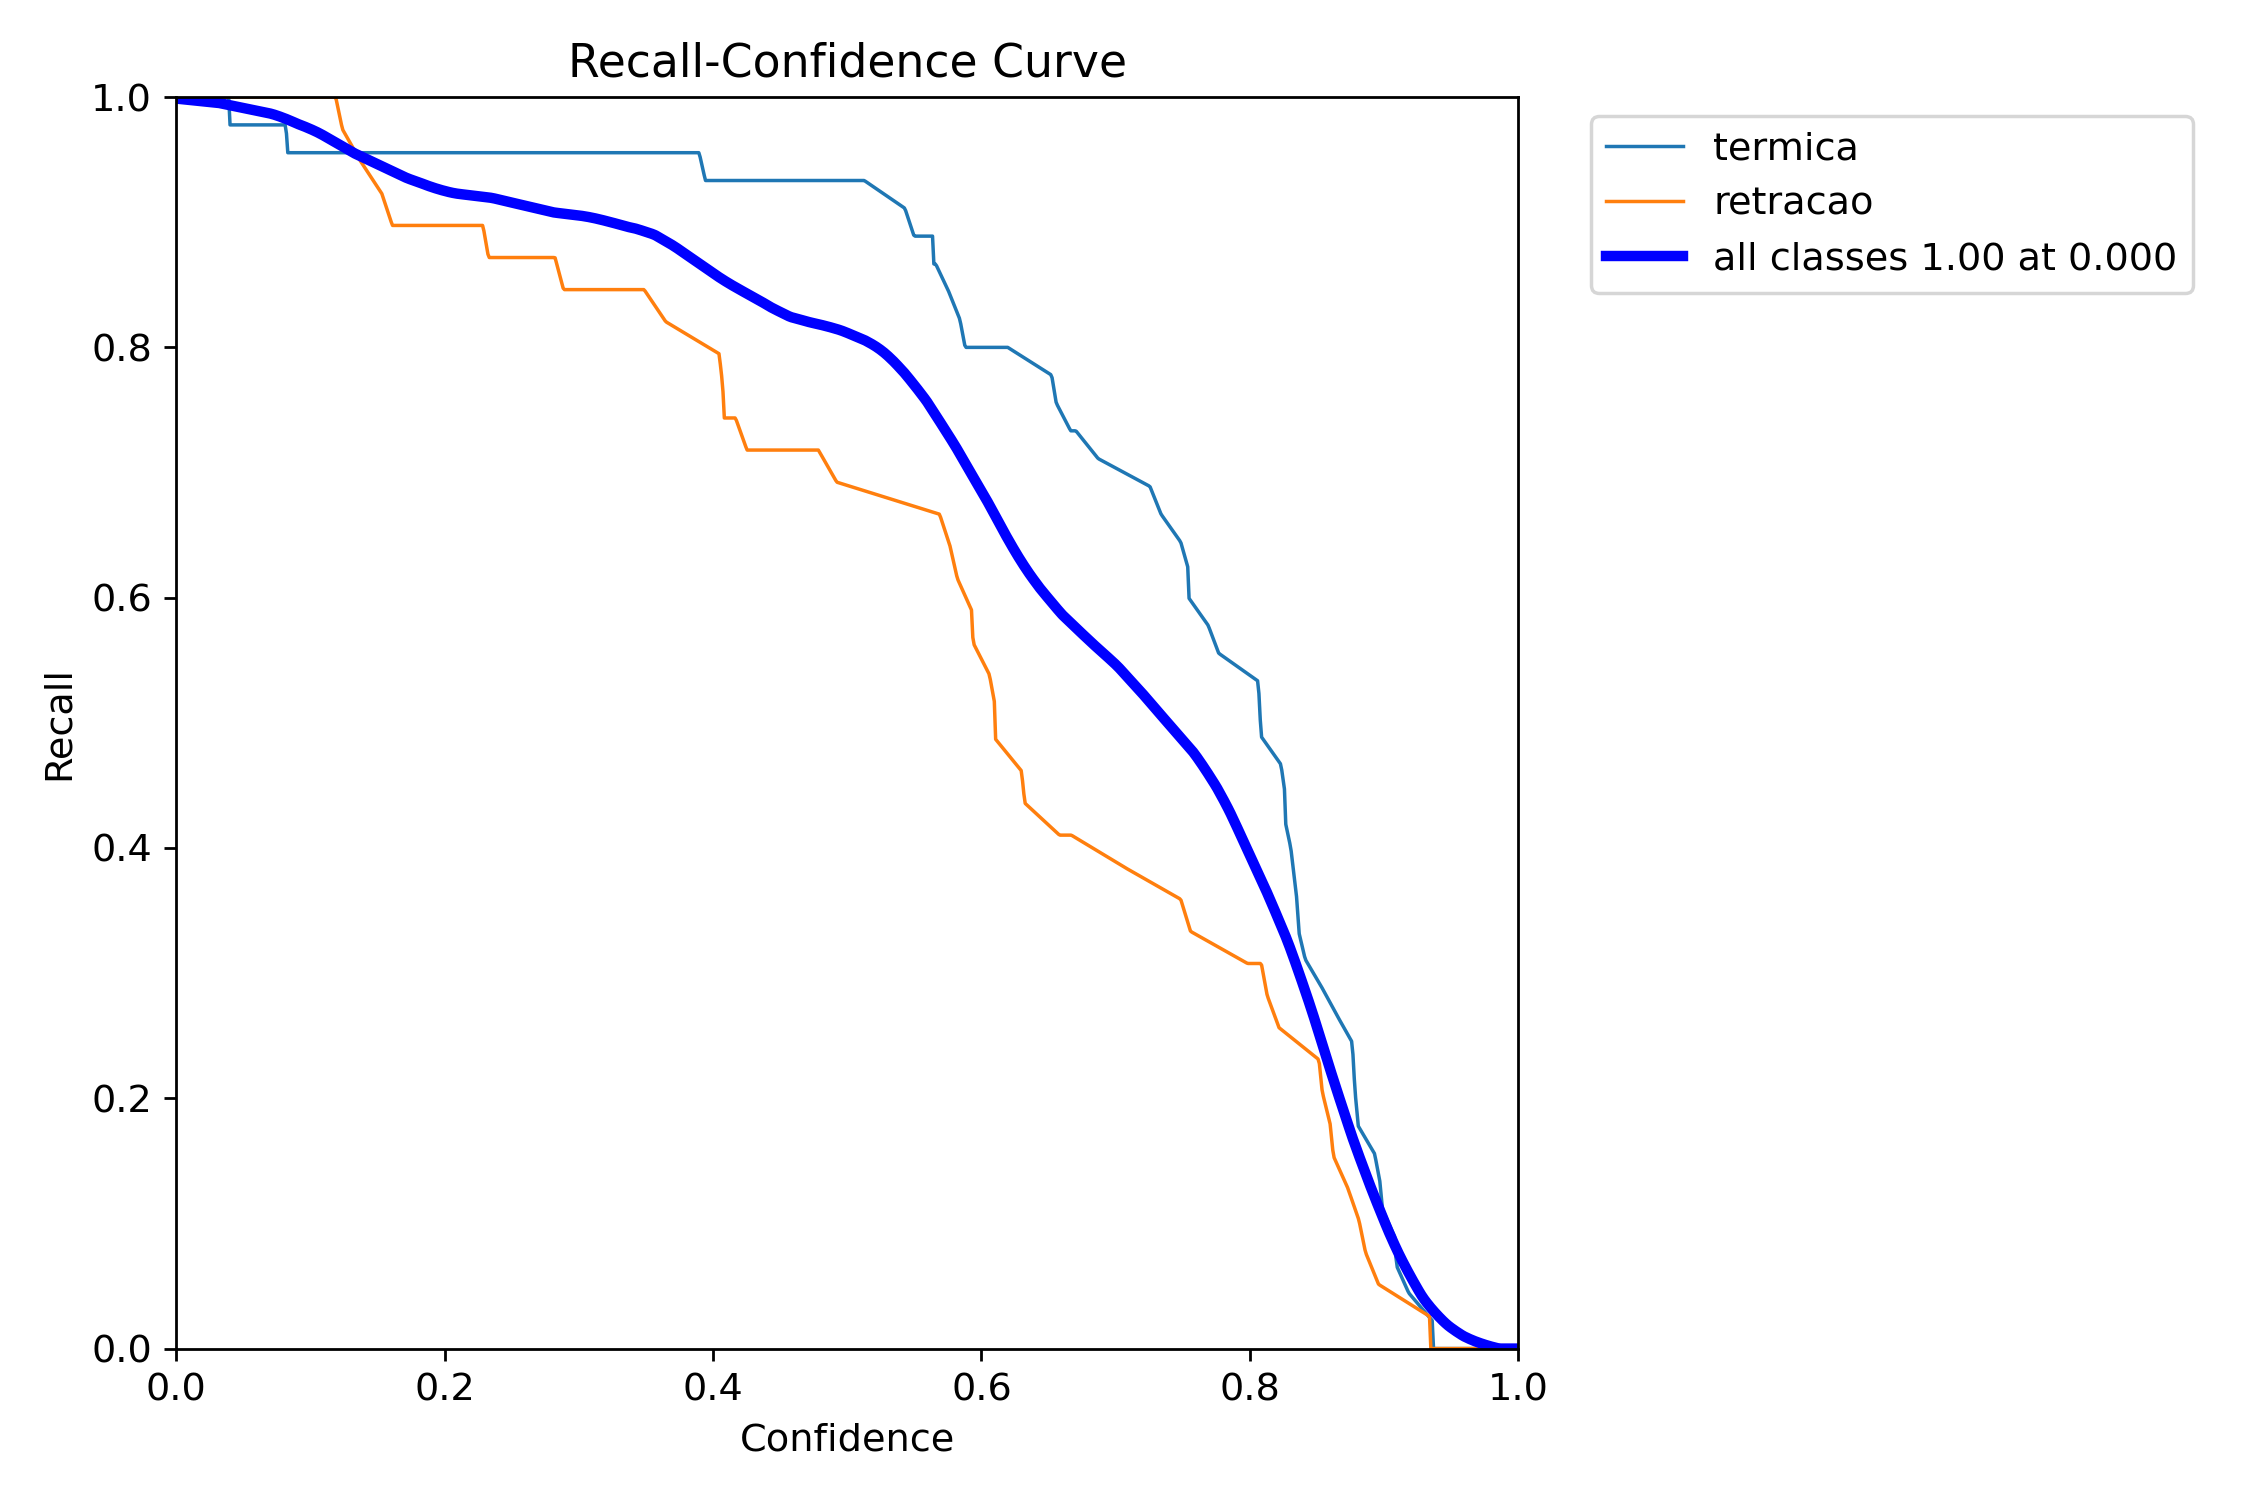 Recall-Confidence Curve
termica
retracao
all classes 1.00 at 0.000
Recall
1.0
0.8
0.6
0.4
0.2
0.0
0.0 0.2 0.4 0.6 0.8 1.0
Confidence